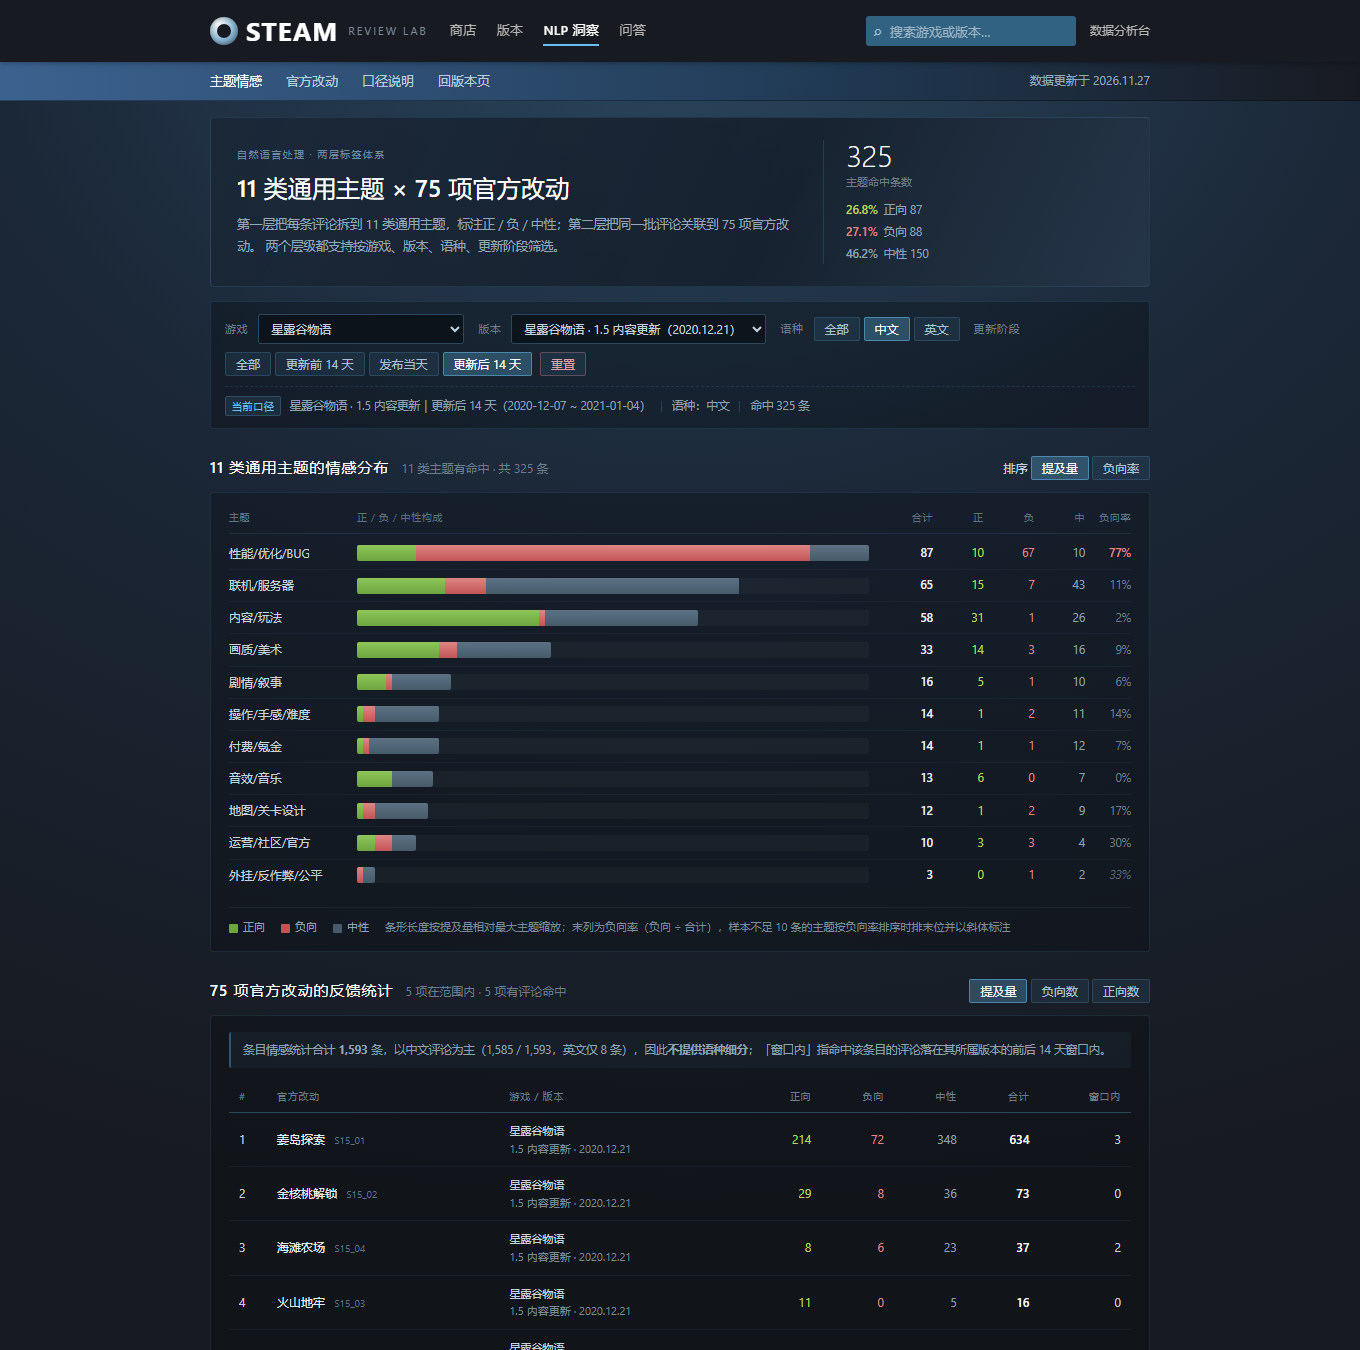 STEAM REVIEW LAB 商店 版本 NLP 洞察 问答 搜索游戏或版本... 数据分析台
主题情感 官方改动 口径说明 回版本页 数据更新于 2026.11.27
自然语言处理 · 两层标签体系
11 类通用主题 × 75 项官方改动
第一层把每条评论拆到 11 类通用主题，标注正 / 负 / 中性；第二层把同一批评论关联到 75 项官方改
动。 两个层级都支持按游戏、版本、语种、更新阶段筛选。
325
主题命中条数
26.8% 正向 87
27.1% 负向 88
46.2% 中性 150
游戏 星露谷物语 版本 星露谷物语 · 1.5 内容更新（2020.12.21） 语种 全部 中文 英文 更新阶段
全部 更新前 14 天 发布当天 更新后 14 天 重置
当前口径 星露谷物语 · 1.5 内容更新 | 更新后 14 天（2020-12-07 ~ 2021-01-04） 语种：中文 命中 325 条
11 类通用主题的情感分布 11 类主题有命中 · 共 325 条 排序 提及量 负向率
主题 正 / 负 / 中性构成 合计 正 负 中 负向率
性能/优化/BUG 87 10 67 10 77%
联机/服务器 65 15 7 43 11%
内容/玩法 58 31 1 26 2%
画质/美术 33 14 3 16 9%
剧情/叙事 16 5 1 10 6%
操作/手感/难度 14 1 2 11 14%
付费/氪金 14 1 1 12 7%
音效/音乐 13 6 0 7 0%
地图/关卡设计 12 1 2 9 17%
运营/社区/官方 10 3 3 4 30%
外挂/反作弊/公平 3 0 1 2 33%
正向 负向 中性 条形长度按提及量相对最大主题缩放；末列为负向率（负向 ÷ 合计），样本不足 10 条的主题按负向率排序时排末位并以斜体标注
75 项官方改动的反馈统计 5 项在范围内 · 5 项有评论命中 提及量 负向数 正向数
条目情感统计合计 1,593 条，以中文评论为主（1,585 / 1,593，英文仅 8 条），因此不提供语种细分；「窗口内」指命中该条目的评论落在其所属版本的前后 14 天窗口内。
# 官方改动 游戏 / 版本 正向 负向 中性 合计 窗口内
1 姜岛探索 S15_01 星露谷物语 214 72 348 634 3
1.5 内容更新 · 2020.12.21
2 金核桃解锁 S15_02 星露谷物语 29 8 36 73 0
1.5 内容更新 · 2020.12.21
3 海滩农场 S15_04 星露谷物语 8 6 23 37 2
1.5 内容更新 · 2020.12.21
4 火山地牢 S15_03 星露谷物语 11 0 5 16 0
1.5 内容更新 · 2020.12.21
星露谷物语